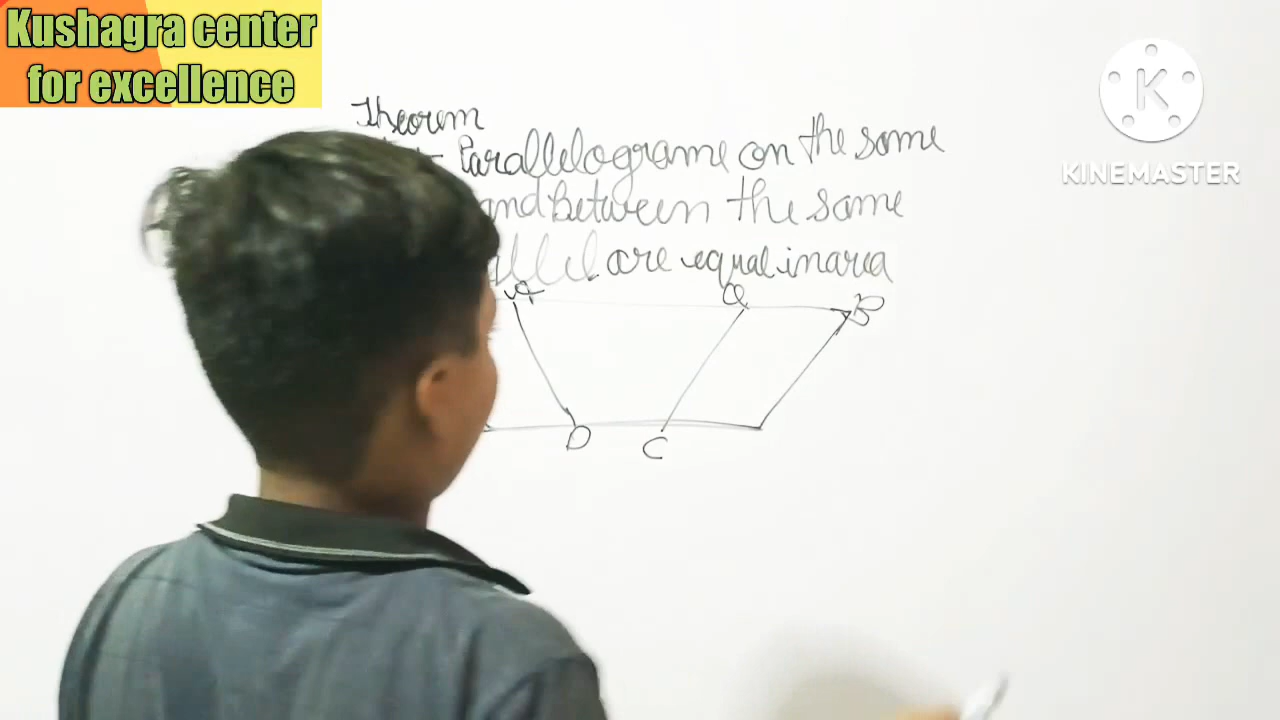 Kushagra center
for excellence
Theorem
Parallelograme on the same
and Between the same
are equal in area
A
Q
B
D
C
KINEMASTER